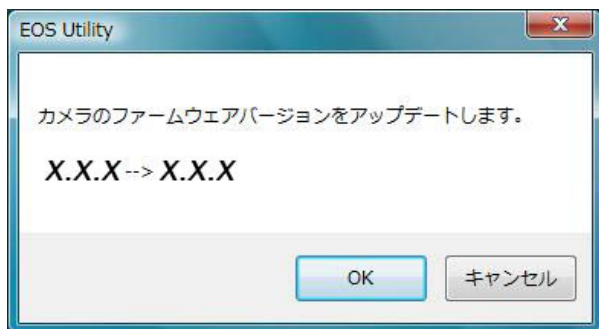 EOS Utility
カメラのファームウェアバージョンをアップデートします。
X.X.X --> X.X.X
OK
キャンセル